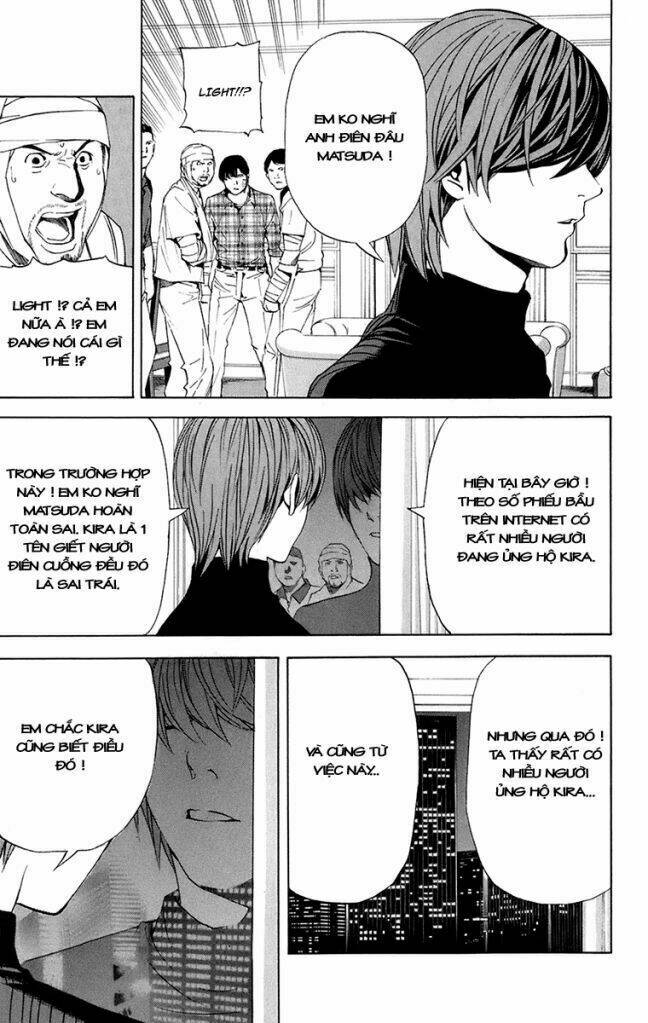 EM KO NGHĨ
ANH ĐIÊN ĐÂU
MATSUDA !
LIGHT!!?
LIGHT !? CẢ EM
NỮA À !? EM
ĐANG NÓI CÁI GÌ
THẾ !?
HIỆN TẠI BÂY GIỜ !
THEO SỐ PHIẾU BẦU
TRÊN INTERNET CÓ
RẤT NHIỀU NGƯỜI
ĐANG ỦNG HỘ KIRA.
TRONG TRƯỜNG HỢP
NÀY ! EM KO NGHĨ
MATSUDA HOÀN
TOÀN SAI. KIRA LÀ 1
TÊN GIẾT NGƯỜI
ĐIÊN CUỒNG ĐỀU ĐÓ
LÀ SAI TRÁI.
NHƯNG QUA ĐÓ !
TA THẤY RẤT CÓ
NHIỀU NGƯỜI
ỦNG HỘ KIRA...
VÀ CŨNG TỪ
VIỆC NÀY...
EM CHẮC KIRA
CŨNG BIẾT ĐIỀU
ĐÓ !